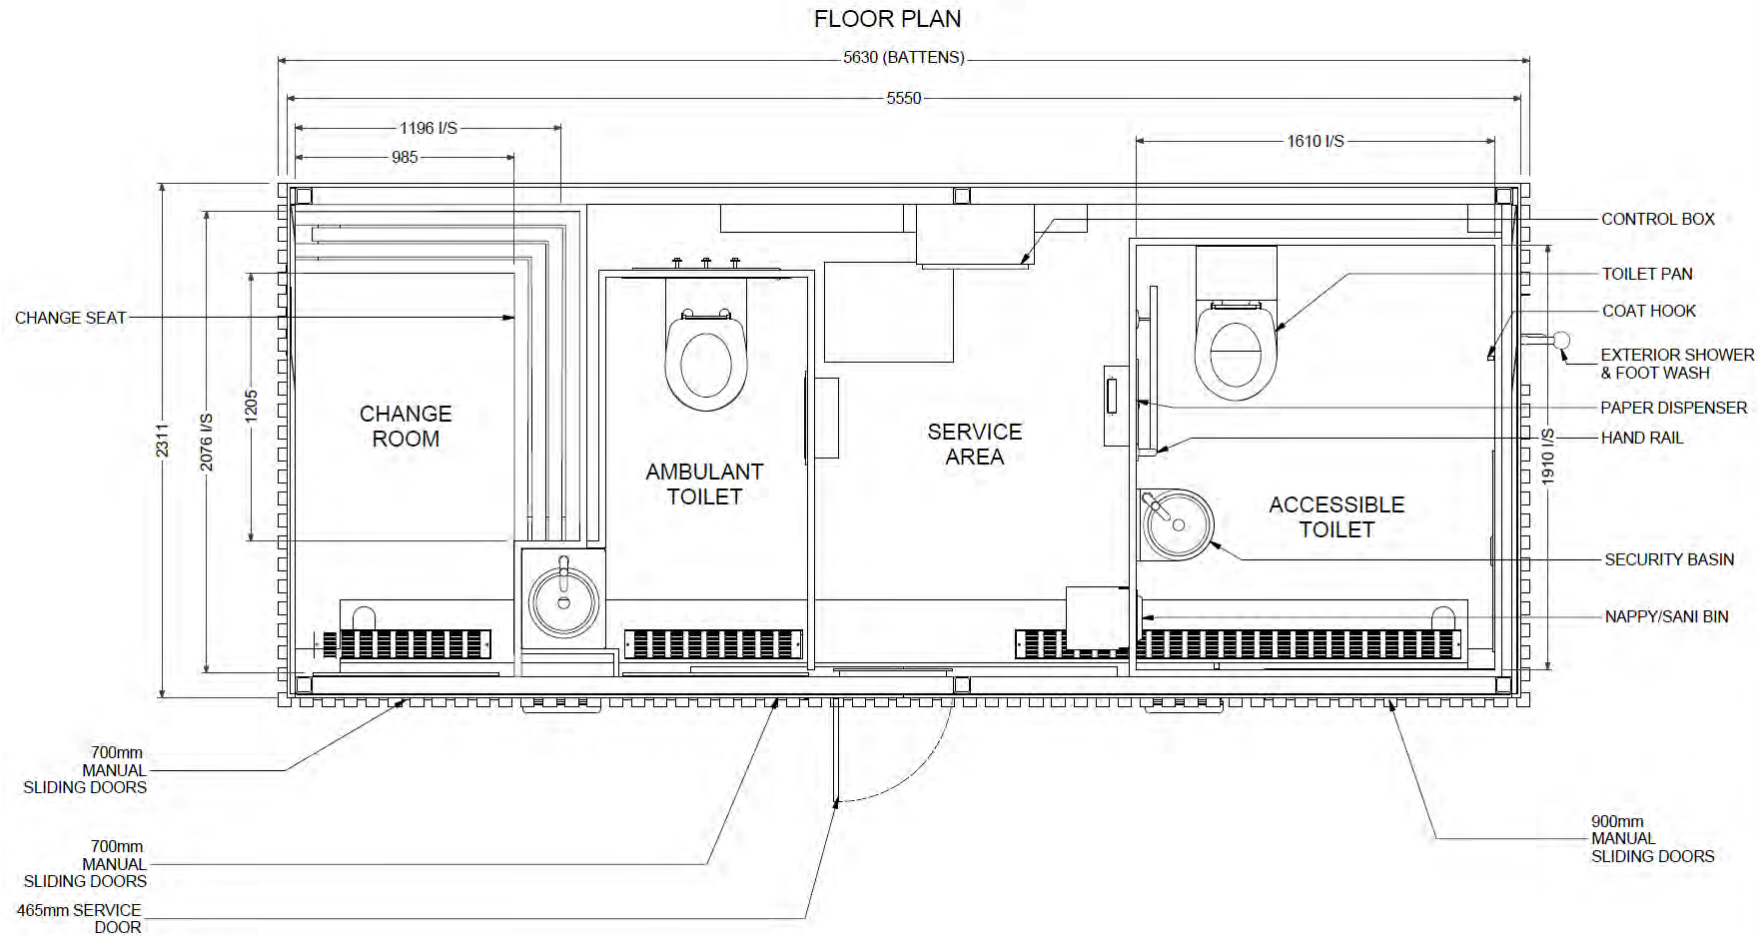 FLOOR PLAN
5630 (BATTENS)
5550
1196 I/S
985
1610 I/S
CONTROL BOX
TOILET PAN
COAT HOOK
EXTERIOR SHOWER
& FOOT WASH
PAPER DISPENSER
HAND RAIL
SECURITY BASIN
NAPPY/SANI BIN
CHANGE SEAT
2311
2076 I/S
1205
1910 I/S
CHANGE
ROOM
AMBULANT
TOILET
SERVICE
AREA
ACCESSIBLE
TOILET
700mm
MANUAL
SLIDING DOORS
700mm
MANUAL
SLIDING DOORS
465mm SERVICE
DOOR
900mm
MANUAL
SLIDING DOORS